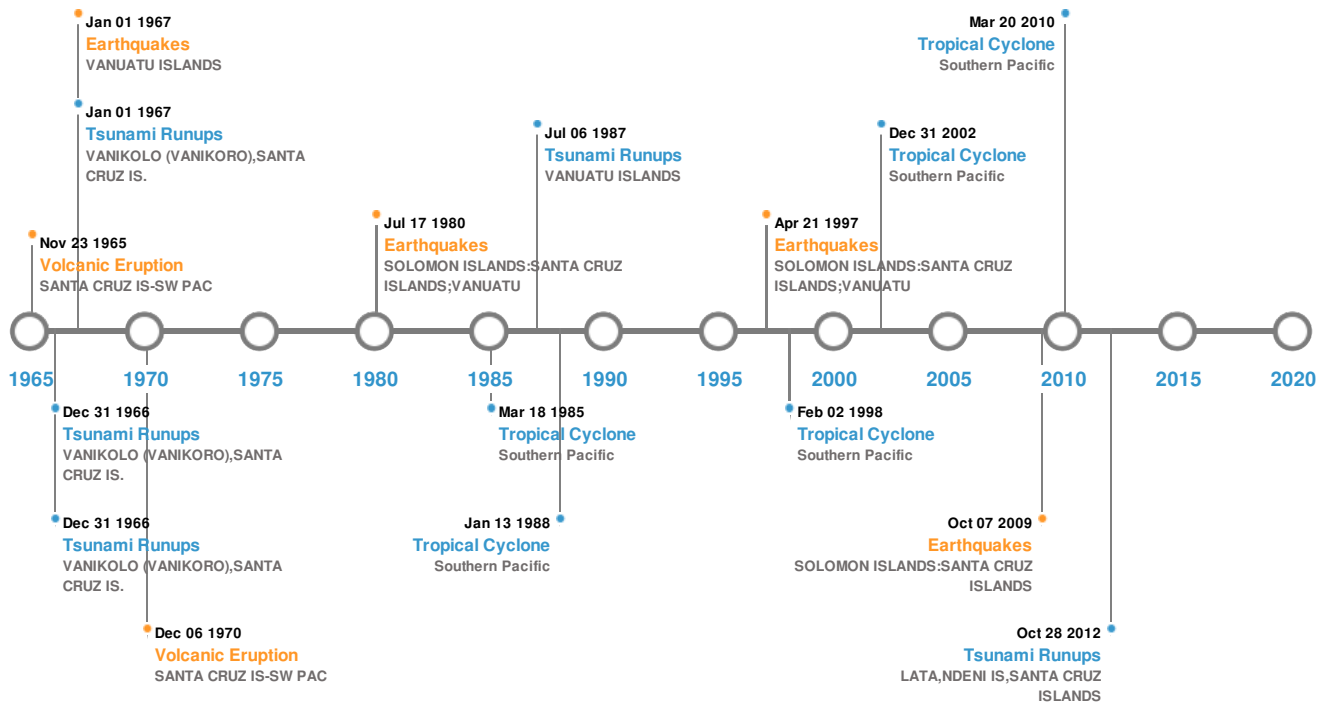 Jan 01 1967
Earthquakes
VANUATU ISLANDS
Jan 01 1967
Tsunami Runups
VANIKOLO (VANIKORO),SANTA
CRUZ IS.
Nov 23 1965
Volcanic Eruption
SANTA CRUZ IS-SW PAC
Jul 17 1980
Earthquakes
SOLOMON ISLANDS:SANTA CRUZ
ISLANDS;VANUATU
Jul 06 1987
Tsunami Runups
VANUATU ISLANDS
Apr 21 1997
Earthquakes
SOLOMON ISLANDS:SANTA CRUZ
ISLANDS;VANUATU
Dec 31 2002
Tropical Cyclone
Southern Pacific
Mar 20 2010
Tropical Cyclone
Southern Pacific
1965 1970 1975 1980 1985 1990 1995 2000 2005 2010 2015 2020
Dec 31 1966
Tsunami Runups
VANIKOLO (VANIKORO),SANTA
CRUZ IS.
Dec 31 1966
Tsunami Runups
VANIKOLO (VANIKORO),SANTA
CRUZ IS.
Dec 06 1970
Volcanic Eruption
SANTA CRUZ IS-SW PAC
Mar 18 1985
Tropical Cyclone
Southern Pacific
Jan 13 1988
Tropical Cyclone
Southern Pacific
Feb 02 1998
Tropical Cyclone
Southern Pacific
Oct 07 2009
Earthquakes
SOLOMON ISLANDS:SANTA CRUZ
ISLANDS
Oct 28 2012
Tsunami Runups
LATA,NDENI IS,SANTA CRUZ
ISLANDS